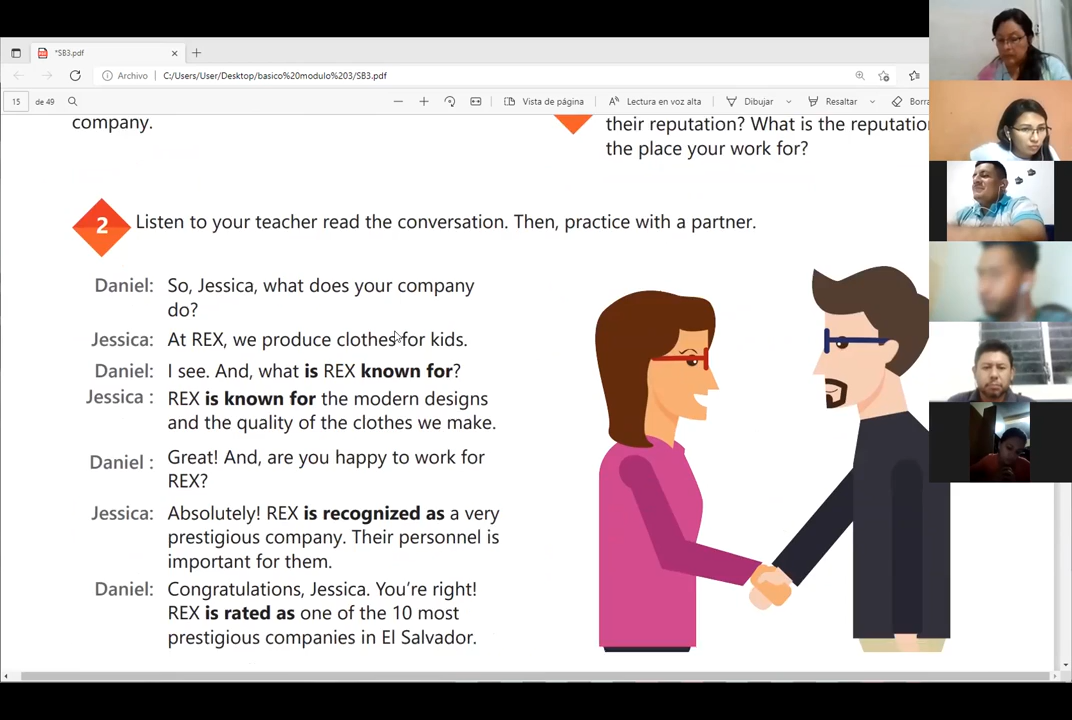 *SB3.pdf
Archivo C:/Users/User/Desktop/basico%20modulo%203/SB3.pdf
15 de 49 Vista de página Lectura en voz alta Dibujar Resaltar Borra
company.
their reputation? What is the reputation
the place your work for?
2 Listen to your teacher read the conversation. Then, practice with a partner.
Daniel: So, Jessica, what does your company
do?
Jessica: At REX, we produce clothes for kids.
Daniel: I see. And, what is REX known for?
Jessica : REX is known for the modern designs
and the quality of the clothes we make.
Daniel : Great! And, are you happy to work for
REX?
Jessica: Absolutely! REX is recognized as a very
prestigious company. Their personnel is
important for them.
Daniel: Congratulations, Jessica. You're right!
REX is rated as one of the 10 most
prestigious companies in El Salvador.